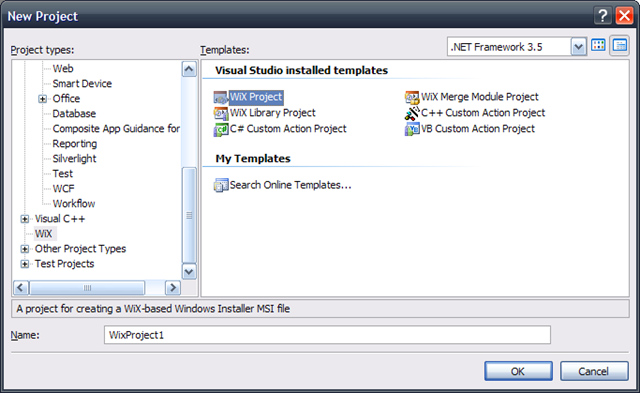 New Project
Project types:
Templates:
.NET Framework 3.5
Web
Smart Device
Office
Database
Composite App Guidance for
Reporting
Silverlight
Test
WCF
Workflow
Visual C++
WiX
Other Project Types
Test Projects
Visual Studio installed templates
WiX Project
WiX Merge Module Project
WiX Library Project
C++ Custom Action Project
C# Custom Action Project
VB Custom Action Project
My Templates
Search Online Templates...
A project for creating a WiX-based Windows Installer MSI file
Name:
WixProject1
OK
Cancel